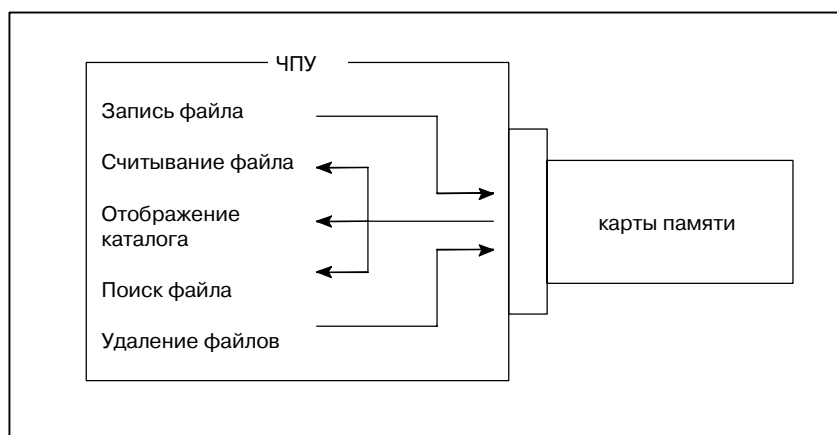 ЧПУ
Запись файла
Считывание файла
Отображение
каталога
Поиск файла
Удаление файлов
карты памяти